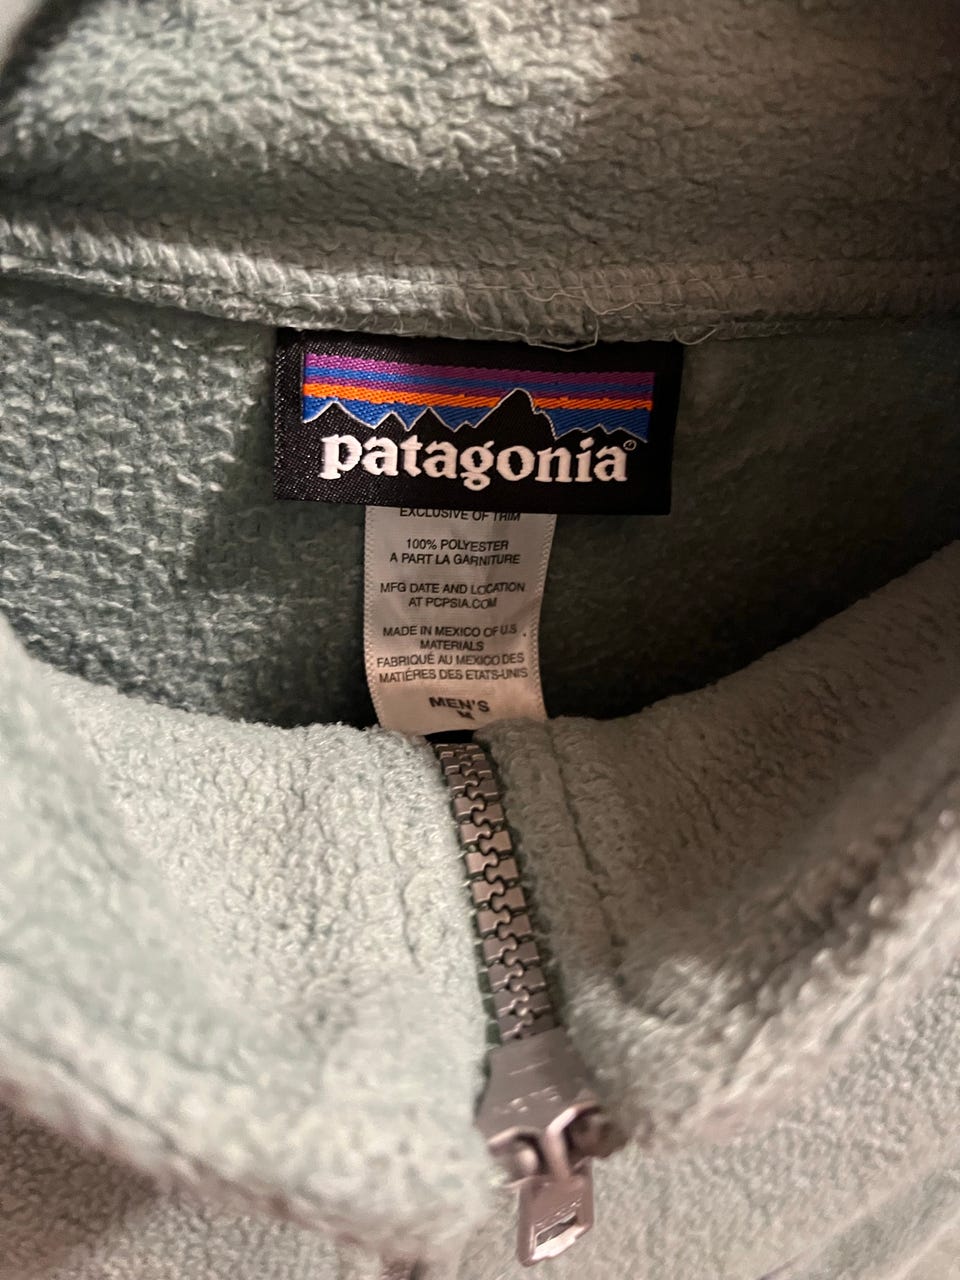 patagonia®
EXCLUSIVE OF TRIM
100% POLYESTER
A PART LA GARNITURE
MFG DATE AND LOCATION
AT PCPSIA.COM
MADE IN MEXICO OF U.S.
MATERIALS
FABRIQUÉ AU MEXICO DES
MATIÈRES DES ETATS-UNIS
MEN'S
M